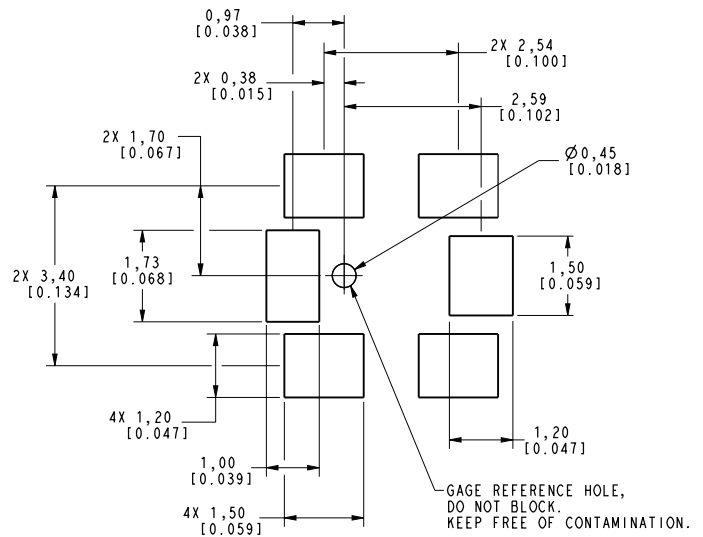 0,97
[0.038]
2X 2,54
[0.100]
2X 0,38
[0.015]
2,59
[0.102]
2X 1,70
[0.067]
Ø0,45
[0.018]
1,73
[0.068]
2X 3,40
[0.134]
1,50
[0.059]
4X 1,20
[0.047]
1,20
[0.047]
1,00
[0.039]
4X 1,50
[0.059]
GAGE REFERENCE HOLE,
DO NOT BLOCK.
KEEP FREE OF CONTAMINATION.